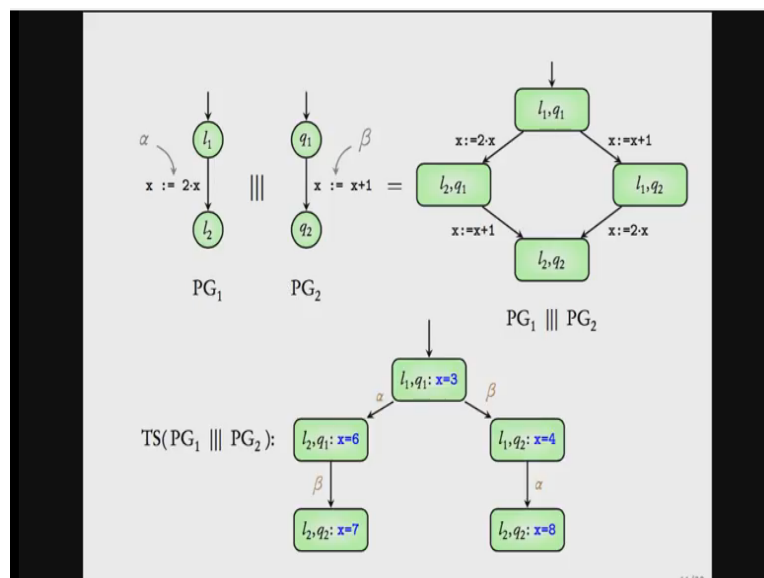 α
l₁
x := 2·x
l₂
PG₁
|||
q₁
β
x := x+1
q₂
PG₂
=
l₁,q₁
x:=2·x
x:=x+1
l₂,q₁
l₁,q₂
x:=x+1
x:=2·x
l₂,q₂
PG₁ ||| PG₂
TS(PG₁ ||| PG₂):
l₁,q₁: x=3
α
β
l₂,q₁: x=6
l₁,q₂: x=4
β
α
l₂,q₂: x=7
l₂,q₂: x=8